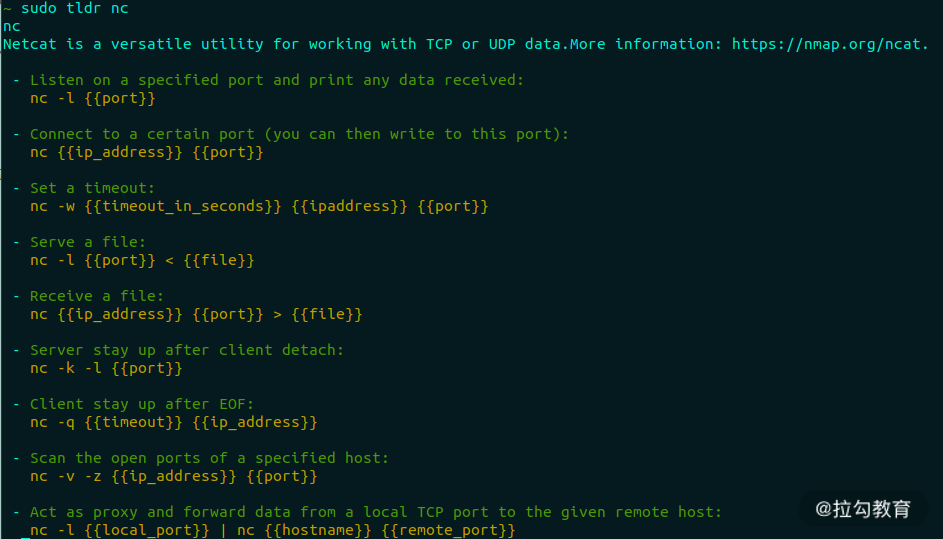 ~ sudo tldr nc
nc
Netcat is a versatile utility for working with TCP or UDP data.More information: https://nmap.org/ncat.
- Listen on a specified port and print any data received:
nc -l {{port}}
- Connect to a certain port (you can then write to this port):
nc {{ip_address}} {{port}}
- Set a timeout:
nc -w {{timeout_in_seconds}} {{ipaddress}} {{port}}
- Serve a file:
nc -l {{port}} < {{file}}
- Receive a file:
nc {{ip_address}} {{port}} > {{file}}
- Server stay up after client detach:
nc -k -l {{port}}
- Client stay up after EOF:
nc -q {{timeout}} {{ip_address}}
- Scan the open ports of a specified host:
nc -v -z {{ip_address}} {{port}}
- Act as proxy and forward data from a local TCP port to the given remote host:
nc -l {{local_port}} | nc {{hostname}} {{remote_port}}
@拉勾教育